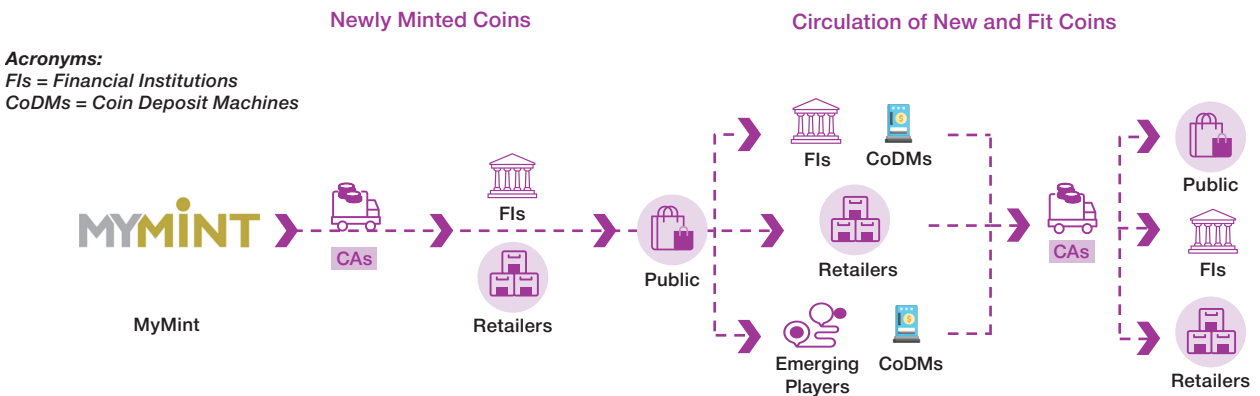 Newly Minted Coins
Circulation of New and Fit Coins
Acronyms:
FIs = Financial Institutions
CoDMs = Coin Deposit Machines
MYMiNT
MyMint
CAs
FIs
Retailers
Public
FIs
CoDMs
Retailers
Emerging
Players
CoDMs
CAs
Public
FIs
Retailers